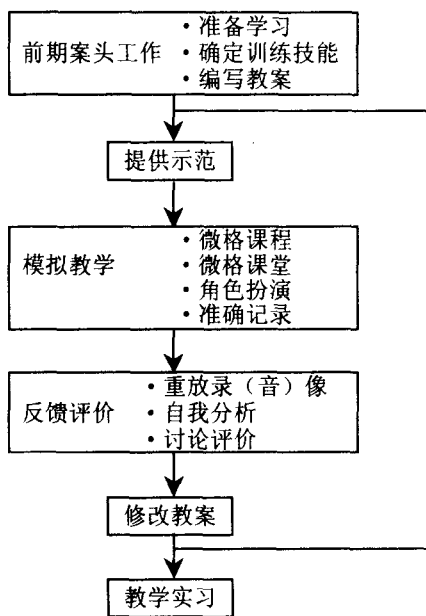 前期案头工作
·准备学习
·确定训练技能
·编写教案
提供示范
模拟教学
·微格课程
·微格课堂
·角色扮演
·准确记录
反馈评价
·重放录（音）像
·自我分析
·讨论评价
修改教案
教学实习